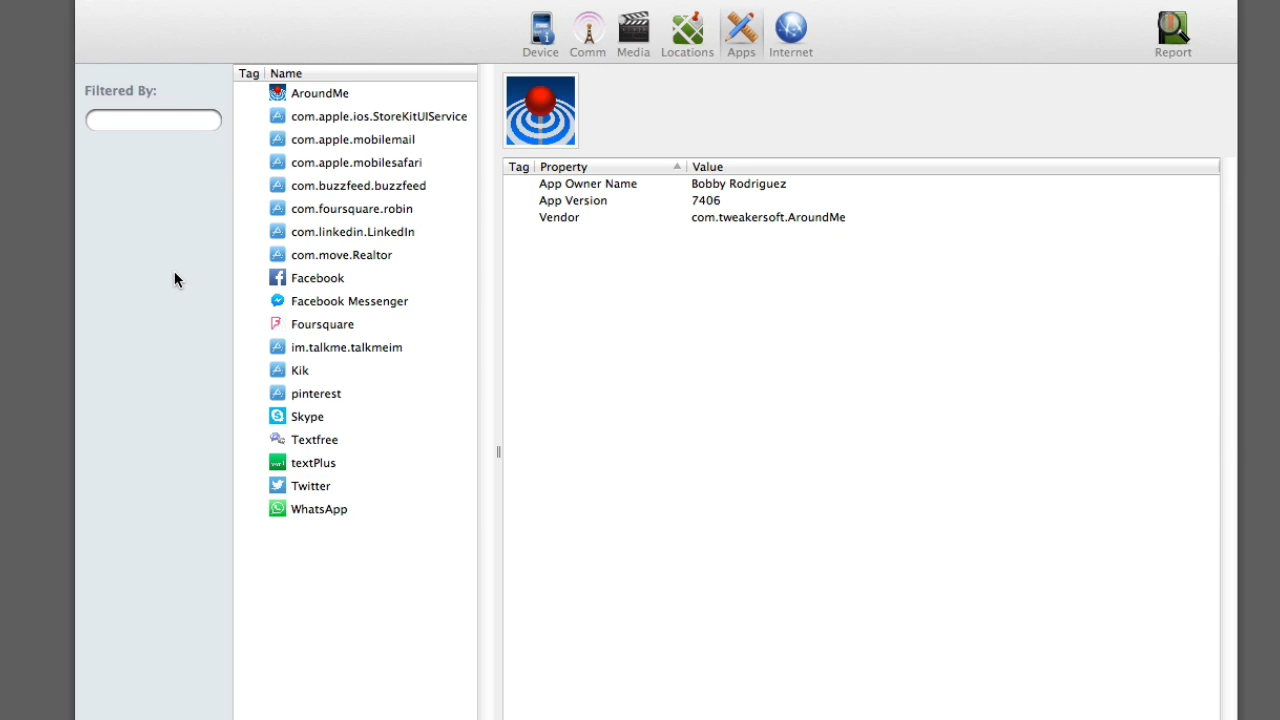 Device Comm Media Locations Apps Internet Report
Filtered By:
Tag Name
AroundMe
com.apple.ios.StoreKitUIService
com.apple.mobilemail
com.apple.mobilesafari
com.buzzfeed.buzzfeed
com.foursquare.robin
com.linkedin.LinkedIn
com.move.Realtor
Facebook
Facebook Messenger
Foursquare
im.talkme.talkmeim
Kik
pinterest
Skype
Textfree
textPlus
Twitter
WhatsApp
Tag Property Value
App Owner Name Bobby Rodriguez
App Version 7406
Vendor com.tweakersoft.AroundMe